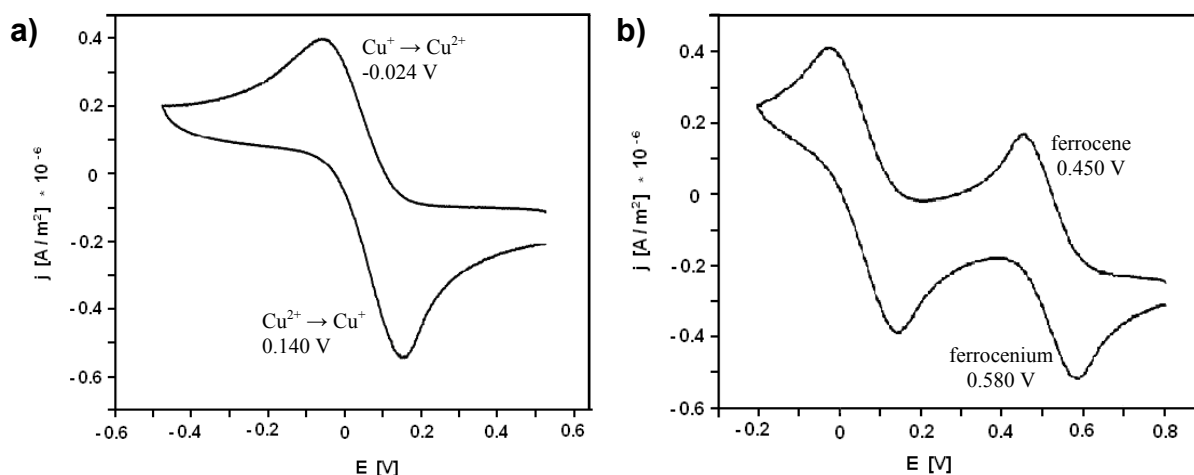 a)
0.4
0.2
0
-0.2
-0.4
-0.6
j [A / m²] * 10⁻⁶
Cu⁺ → Cu²⁺
-0.024 V
Cu²⁺ → Cu⁺
0.140 V
-0.6 -0.4 -0.2 0 0.2 0.4 0.6
E [V]
b)
0.4
0.2
0
-0.2
-0.4
-0.6
j [A / m²] * 10⁻⁶
ferrocene
0.450 V
ferrocenium
0.580 V
-0.2 0 0.2 0.4 0.6 0.8
E [V]